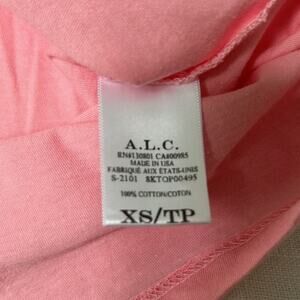 A.L.C.
RN#130801 CA#00985
MADE IN USA
FABRIQUÉ AUX ÉTATS-UNIS
S-2101 8KTOP00495
100% COTTON/COTON
XS/TP